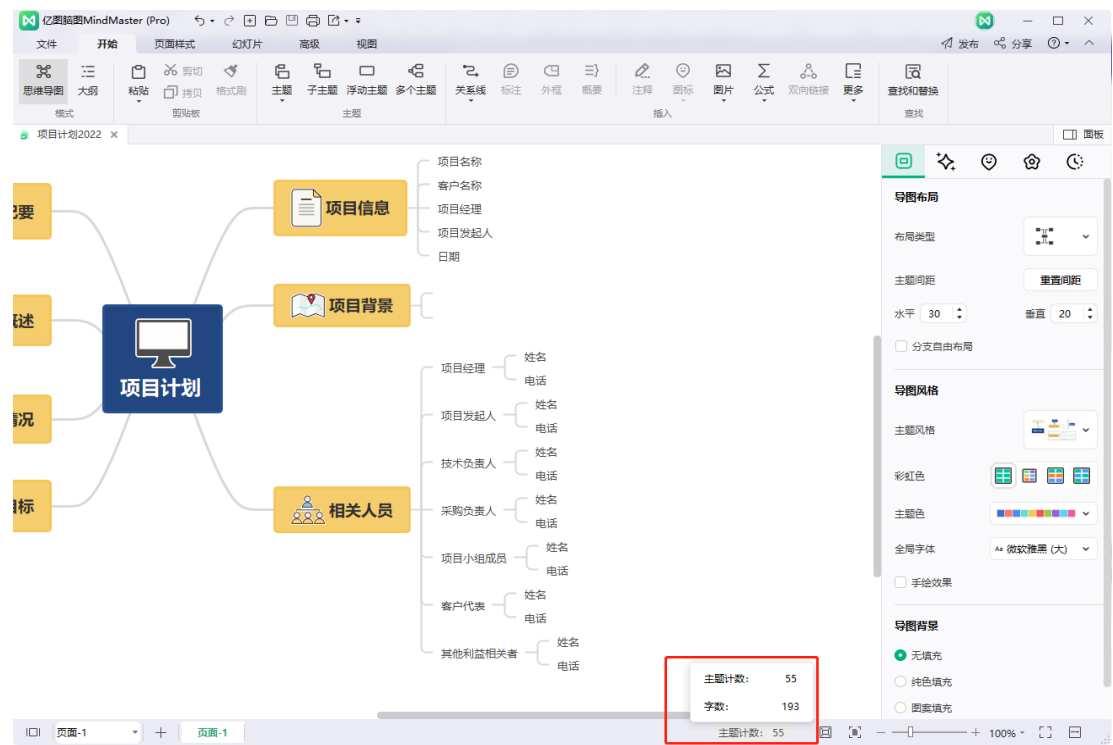 亿图脑图MindMaster (Pro)
文件 开始 页面样式 幻灯片 高级 视图 发布 分享
思维导图 大纲 粘贴 剪切 拷贝 格式刷 主题 子主题 浮动主题 多个主题 关系线 标注 外框 概要 注释 图标 图片 公式 双向链接 更多 查找和替换
模式 剪贴板 主题 插入 查找
项目计划2022 面板
项目计划
要
述
况
标
项目信息
项目名称
客户名称
项目经理
项目发起人
日期
项目背景
相关人员
项目经理
姓名
电话
项目发起人
姓名
电话
技术负责人
姓名
电话
采购负责人
姓名
电话
项目小组成员
姓名
电话
客户代表
姓名
电话
其他利益相关者
姓名
电话
导图布局
布局类型
主题间距 重置间距
水平 30 垂直 20
分支自由布局
导图风格
主题风格
彩虹色
主题色
全局字体 Aa 微软雅黑 (大)
手绘效果
导图背景
无填充
纯色填充
图案填充
主题计数: 55
字数: 193
页面-1 页面-1 主题计数: 55 100%